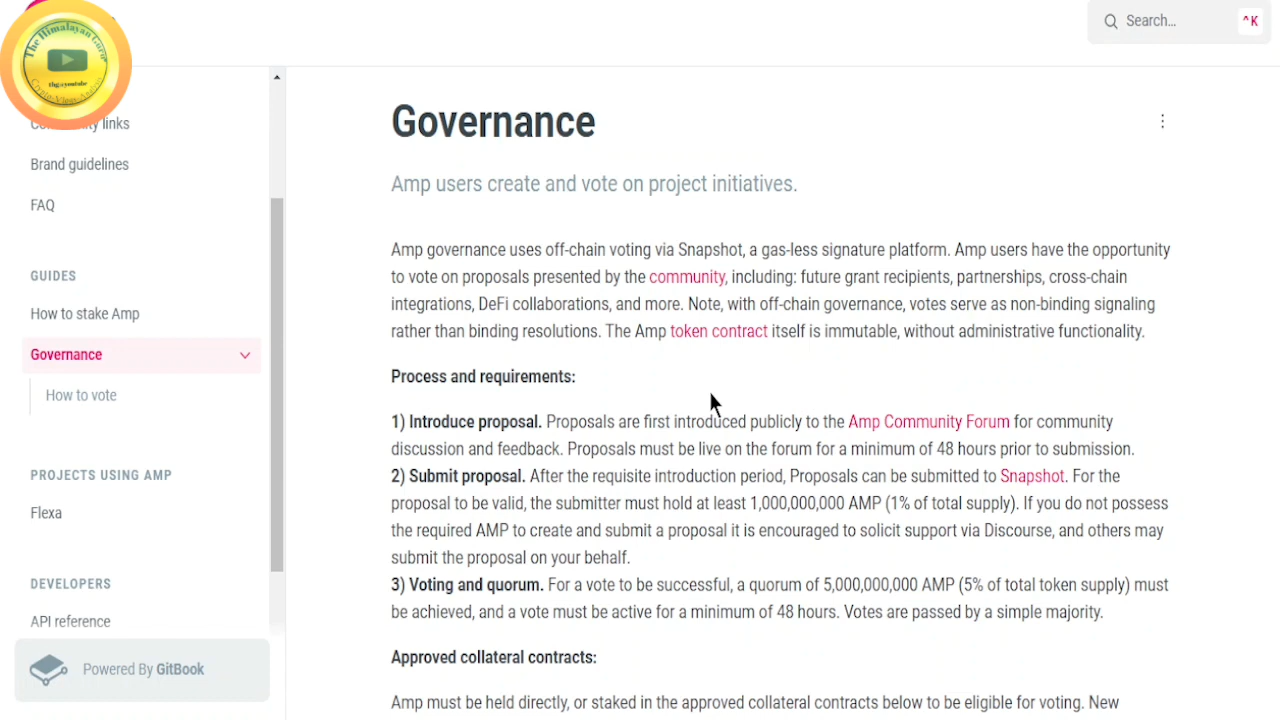 The Himalayan Guru
thg@youtube
Search...
^K
links
Brand guidelines
FAQ
GUIDES
How to stake Amp
Governance
How to vote
PROJECTS USING AMP
Flexa
DEVELOPERS
API reference
Powered By GitBook
Governance
Amp users create and vote on project initiatives.
Amp governance uses off-chain voting via Snapshot, a gas-less signature platform. Amp users have the opportunity
to vote on proposals presented by the community, including: future grant recipients, partnerships, cross-chain
integrations, DeFi collaborations, and more. Note, with off-chain governance, votes serve as non-binding signaling
rather than binding resolutions. The Amp token contract itself is immutable, without administrative functionality.
Process and requirements:
1) Introduce proposal. Proposals are first introduced publicly to the Amp Community Forum for community
discussion and feedback. Proposals must be live on the forum for a minimum of 48 hours prior to submission.
2) Submit proposal. After the requisite introduction period, Proposals can be submitted to Snapshot. For the
proposal to be valid, the submitter must hold at least 1,000,000,000 AMP (1% of total supply). If you do not possess
the required AMP to create and submit a proposal it is encouraged to solicit support via Discourse, and others may
submit the proposal on your behalf.
3) Voting and quorum. For a vote to be successful, a quorum of 5,000,000,000 AMP (5% of total token supply) must
be achieved, and a vote must be active for a minimum of 48 hours. Votes are passed by a simple majority.
Approved collateral contracts:
Amp must be held directly, or staked in the approved collateral contracts below to be eligible for voting. New